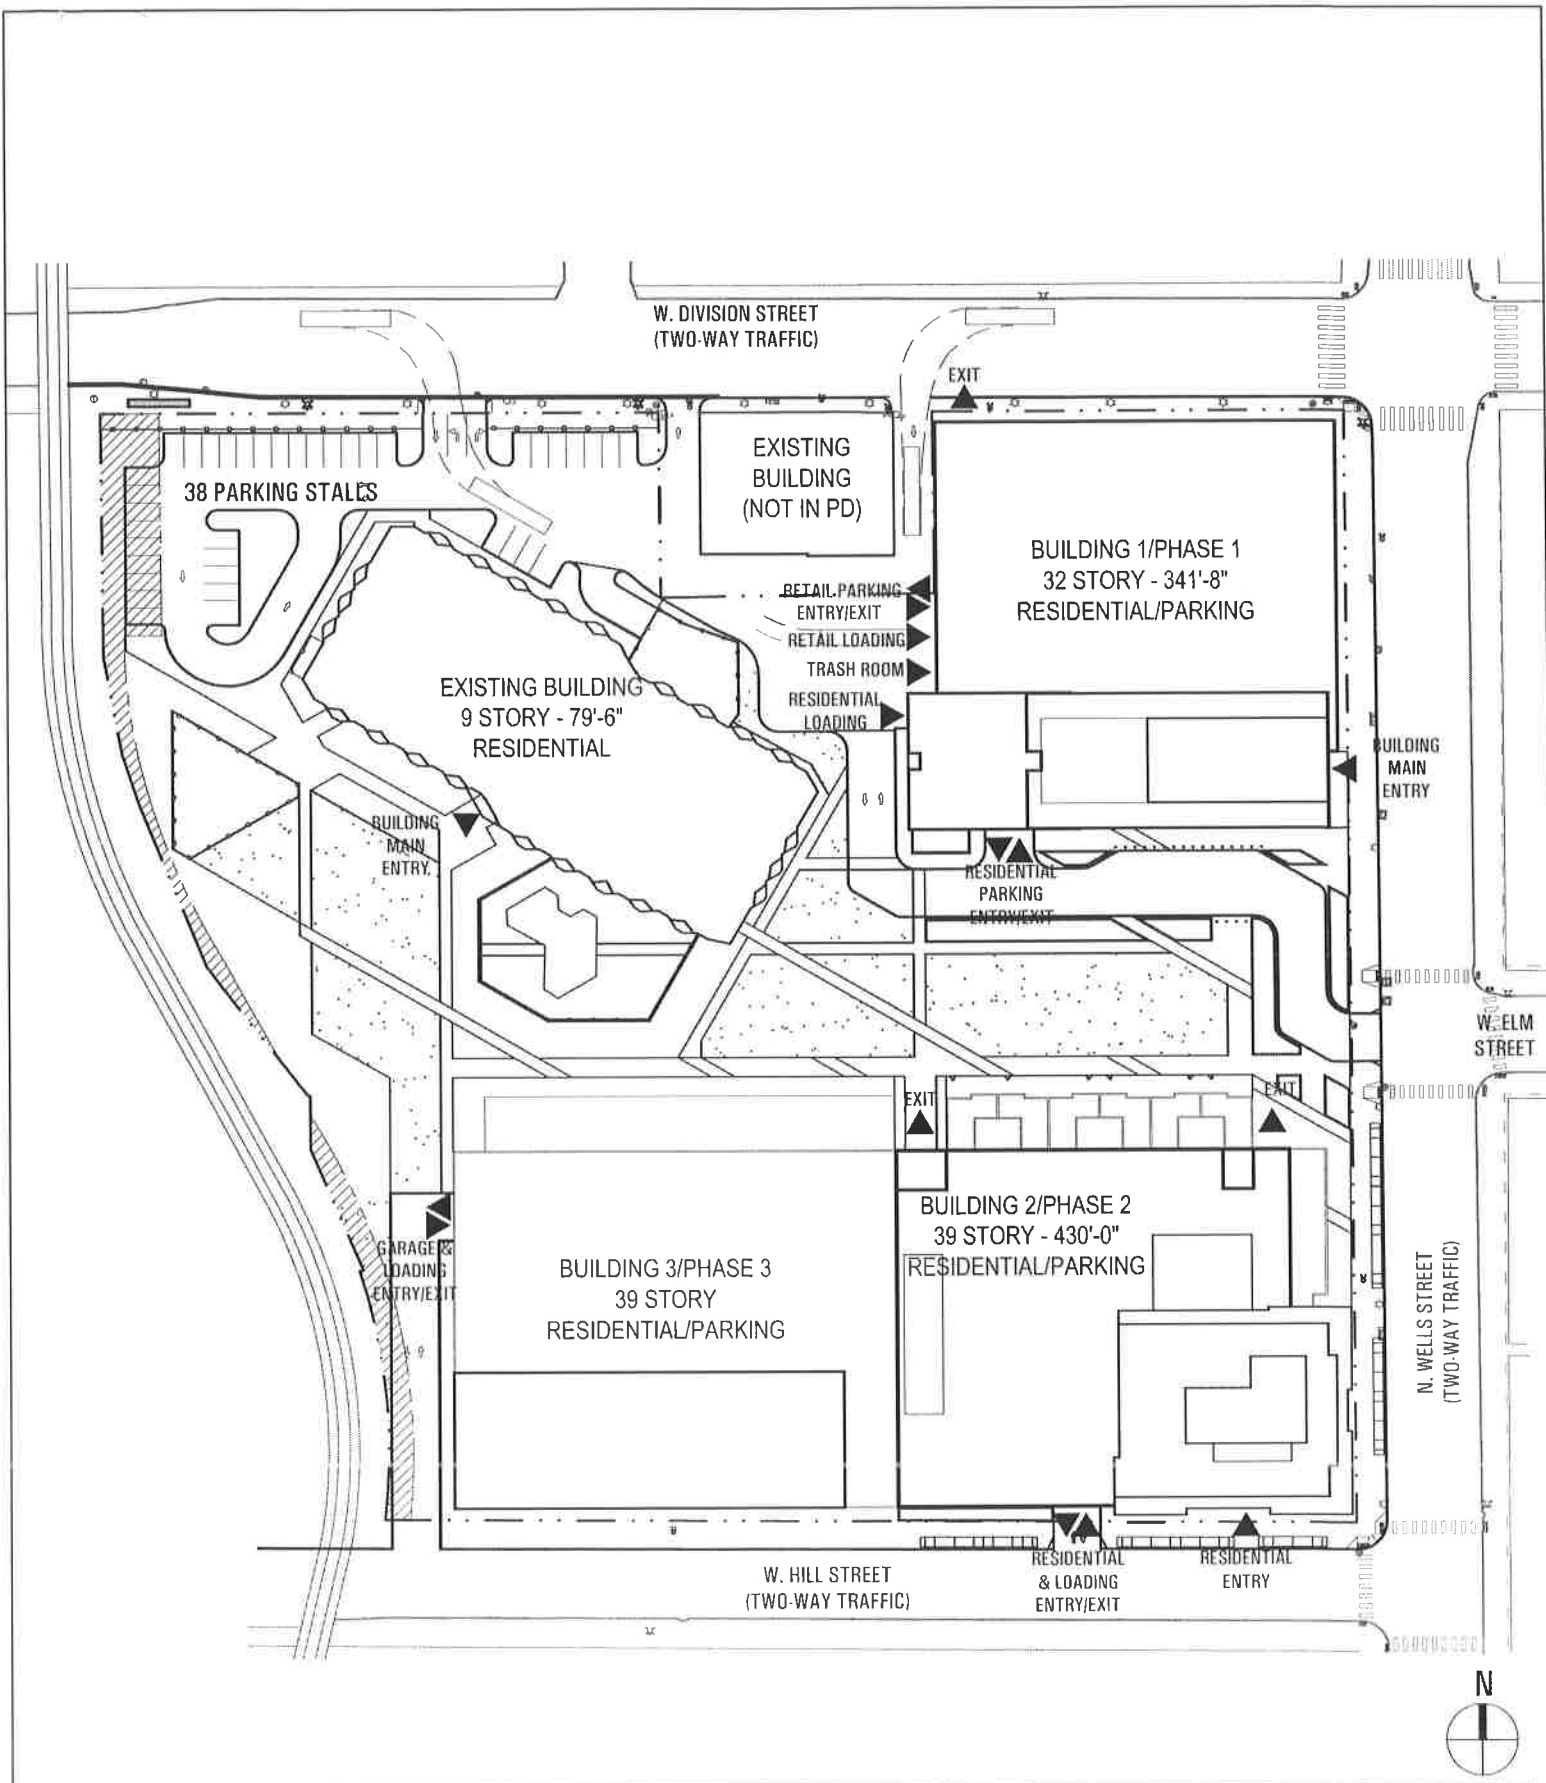 W. DIVISION STREET
(TWO-WAY TRAFFIC)
EXIT
EXISTING
BUILDING
(NOT IN PD)
38 PARKING STALLS
BUILDING 1/PHASE 1
32 STORY - 341'-8"
RESIDENTIAL/PARKING
RETAIL PARKING
ENTRY/EXIT
RETAIL LOADING
TRASH ROOM
RESIDENTIAL
LOADING
EXISTING BUILDING
9 STORY - 79'-6"
RESIDENTIAL
BUILDING
MAIN
ENTRY
BUILDING
MAIN
ENTRY
RESIDENTIAL
PARKING
ENTRY/EXIT
W. ELM
STREET
EXIT
EXIT
BUILDING 2/PHASE 2
39 STORY - 430'-0"
RESIDENTIAL/PARKING
GARAGE &
LOADING
ENTRY/EXIT
BUILDING 3/PHASE 3
39 STORY
RESIDENTIAL/PARKING
N. WELLS STREET
(TWO-WAY TRAFFIC)
W. HILL STREET
(TWO-WAY TRAFFIC)
RESIDENTIAL
& LOADING
ENTRY/EXIT
RESIDENTIAL
ENTRY
N